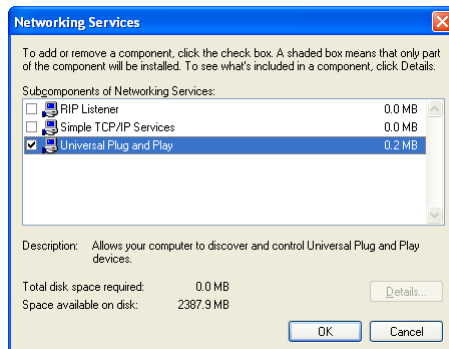 Networking Services
To add or remove a component, click the check box. A shaded box means that only part
of the component will be installed. To see what's included in a component, click Details.
Subcomponents of Networking Services:
RIP Listener 0.0 MB
Simple TCP/IP Services 0.0 MB
Universal Plug and Play 0.2 MB
Description: Allows your computer to discover and control Universal Plug and Play
devices.
Total disk space required: 0.0 MB
Details...
Space available on disk: 2387.9 MB
OK Cancel